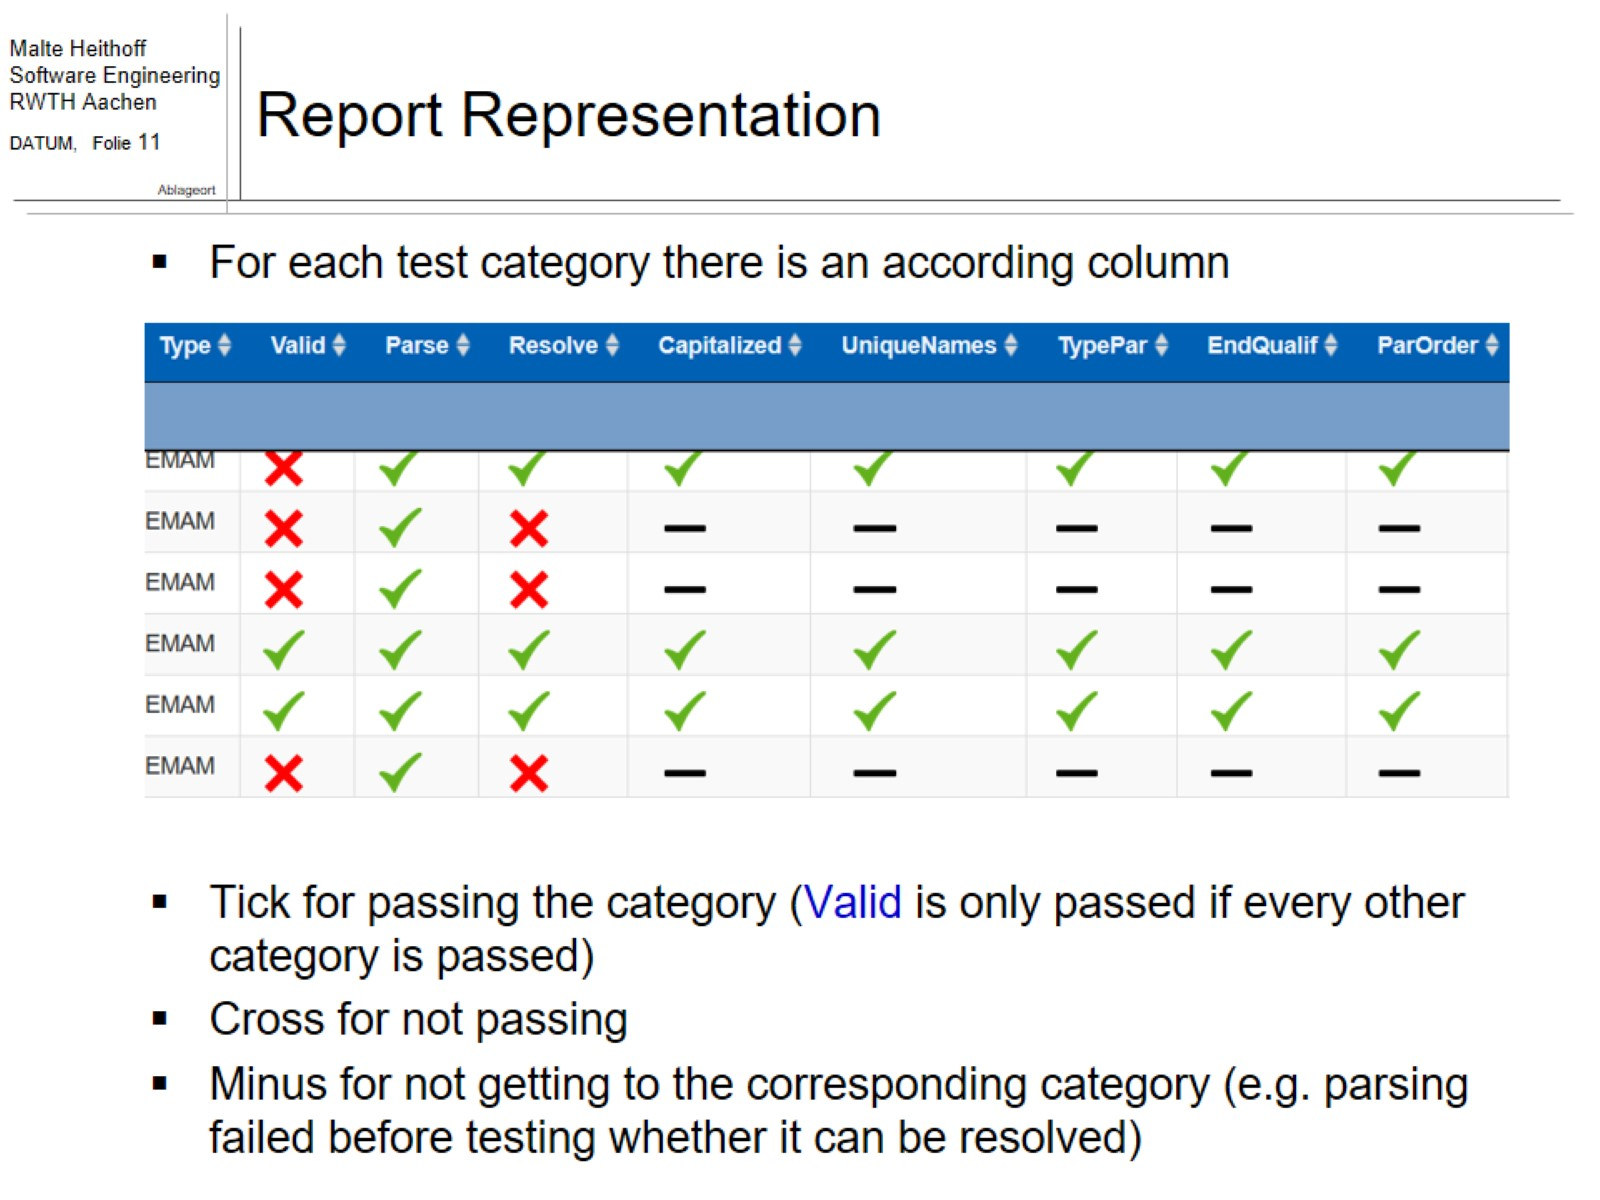 Malte Heithoff
Software Engineering
RWTH Aachen
DATUM, Folie 11
Ablageort
Report Representation
▪ For each test category there is an according column
Type Valid Parse Resolve Capitalized UniqueNames TypePar EndQualif ParOrder
EMAM ✗ ✓ ✓ ✓ ✓ ✓ ✓ ✓
EMAM ✗ ✓ ✗ — — — — —
EMAM ✗ ✓ ✗ — — — — —
EMAM ✓ ✓ ✓ ✓ ✓ ✓ ✓ ✓
EMAM ✓ ✓ ✓ ✓ ✓ ✓ ✓ ✓
EMAM ✗ ✓ ✗ — — — — —
▪ Tick for passing the category (Valid is only passed if every other
category is passed)
▪ Cross for not passing
▪ Minus for not getting to the corresponding category (e.g. parsing
failed before testing whether it can be resolved)